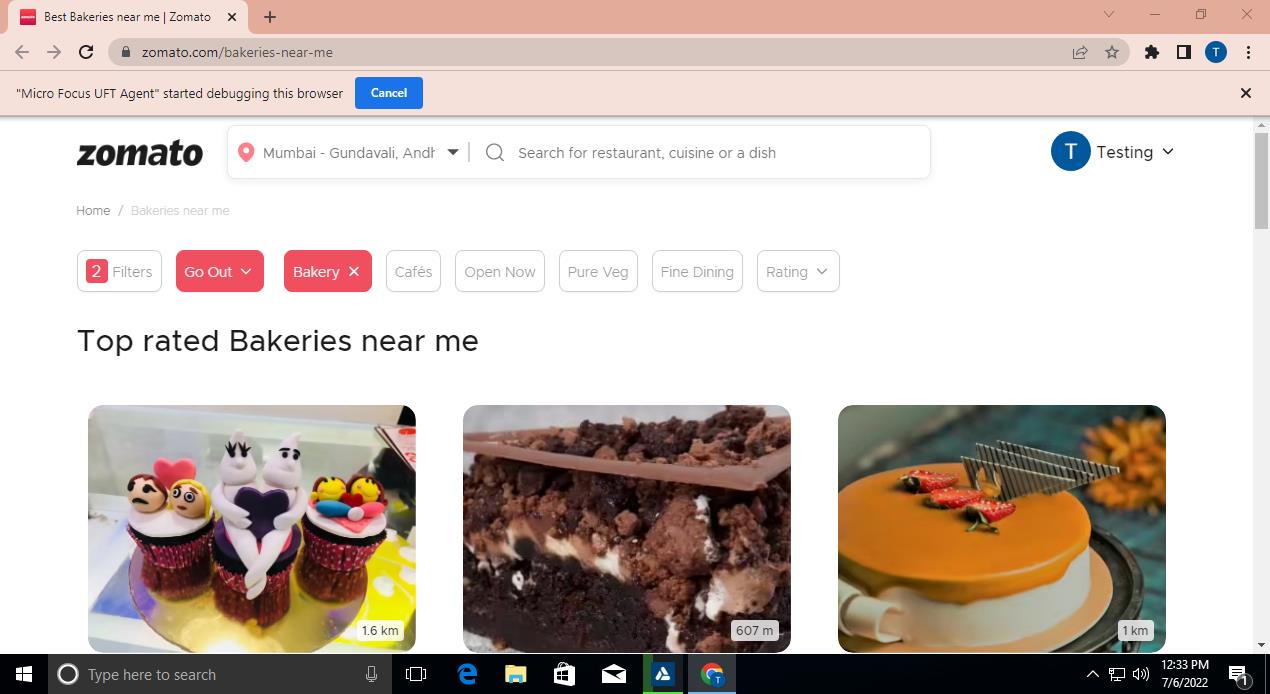 Best Bakeries near me | Zomato
zomato.com/bakeries-near-me
T
"Micro Focus UFT Agent" started debugging this browser
Cancel
zomato
Mumbai - Gundavali, Andh
Search for restaurant, cuisine or a dish
T
Testing
Home / Bakeries near me
2 Filters
Go Out
Bakery
Cafés
Open Now
Pure Veg
Fine Dining
Rating
Top rated Bakeries near me
1.6 km
607 m
1 km
Type here to search
T
12:33 PM
7/6/2022
1